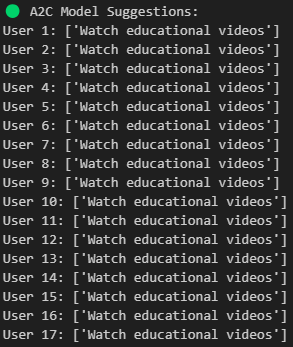 A2C Model Suggestions:
User 1: ['Watch educational videos']
User 2: ['Watch educational videos']
User 3: ['Watch educational videos']
User 4: ['Watch educational videos']
User 5: ['Watch educational videos']
User 6: ['Watch educational videos']
User 7: ['Watch educational videos']
User 8: ['Watch educational videos']
User 9: ['Watch educational videos']
User 10: ['Watch educational videos']
User 11: ['Watch educational videos']
User 12: ['Watch educational videos']
User 13: ['Watch educational videos']
User 14: ['Watch educational videos']
User 15: ['Watch educational videos']
User 16: ['Watch educational videos']
User 17: ['Watch educational videos']